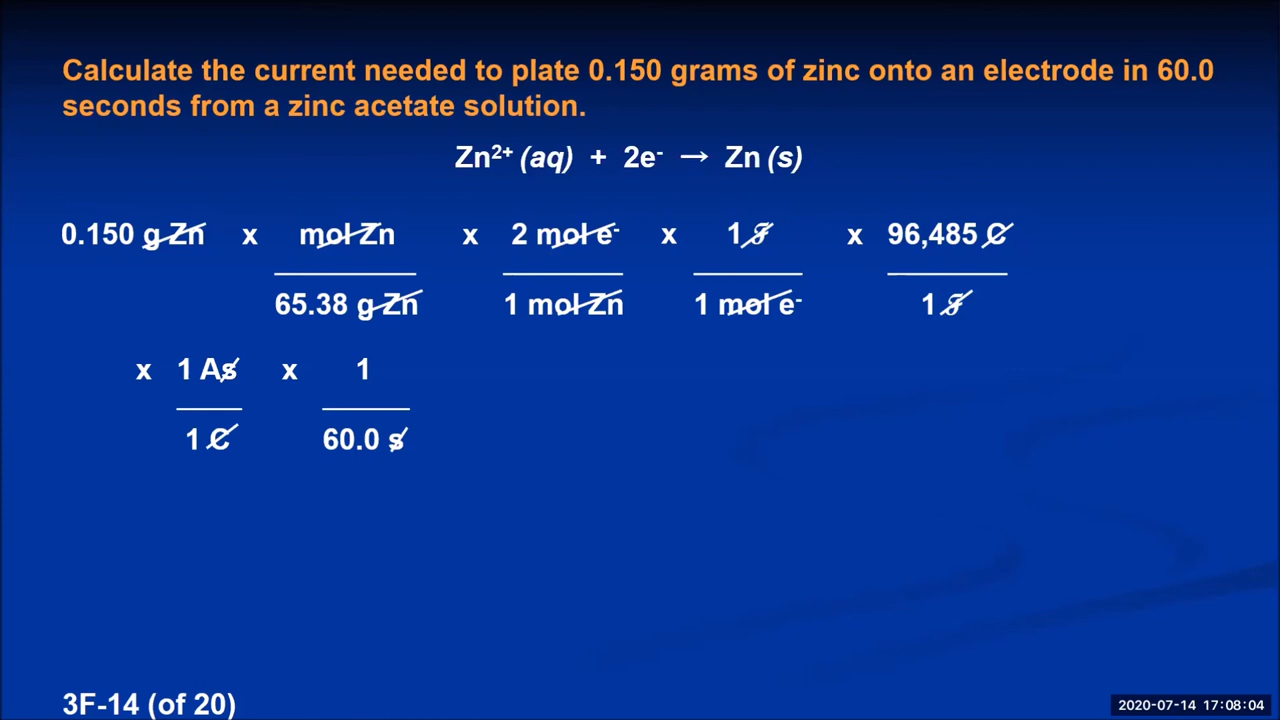 Calculate the current needed to plate 0.150 grams of zinc onto an electrode in 60.0
seconds from a zinc acetate solution.
Zn²⁺ (aq) + 2e⁻ → Zn (s)
0.150 g Zn x mol Zn x 2 mol e⁻ x 1 ℱ x 96,485 C
65.38 g Zn 1 mol Zn 1 mol e⁻ 1 ℱ
x 1 As x 1
1 C 60.0 s
3F-14 (of 20)
2020-07-14 17:08:04